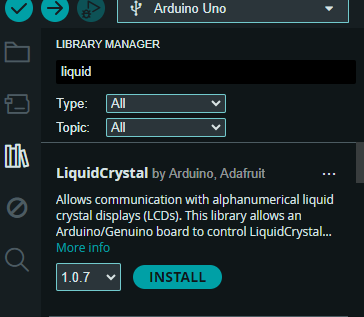 Arduino Uno
LIBRARY MANAGER
liquid
Type: All
Topic: All
LiquidCrystal by Arduino, Adafruit ...
Allows communication with alphanumerical liquid
crystal displays (LCDs). This library allows an
Arduino/Genuino board to control LiquidCrystal...
More info
1.0.7 INSTALL